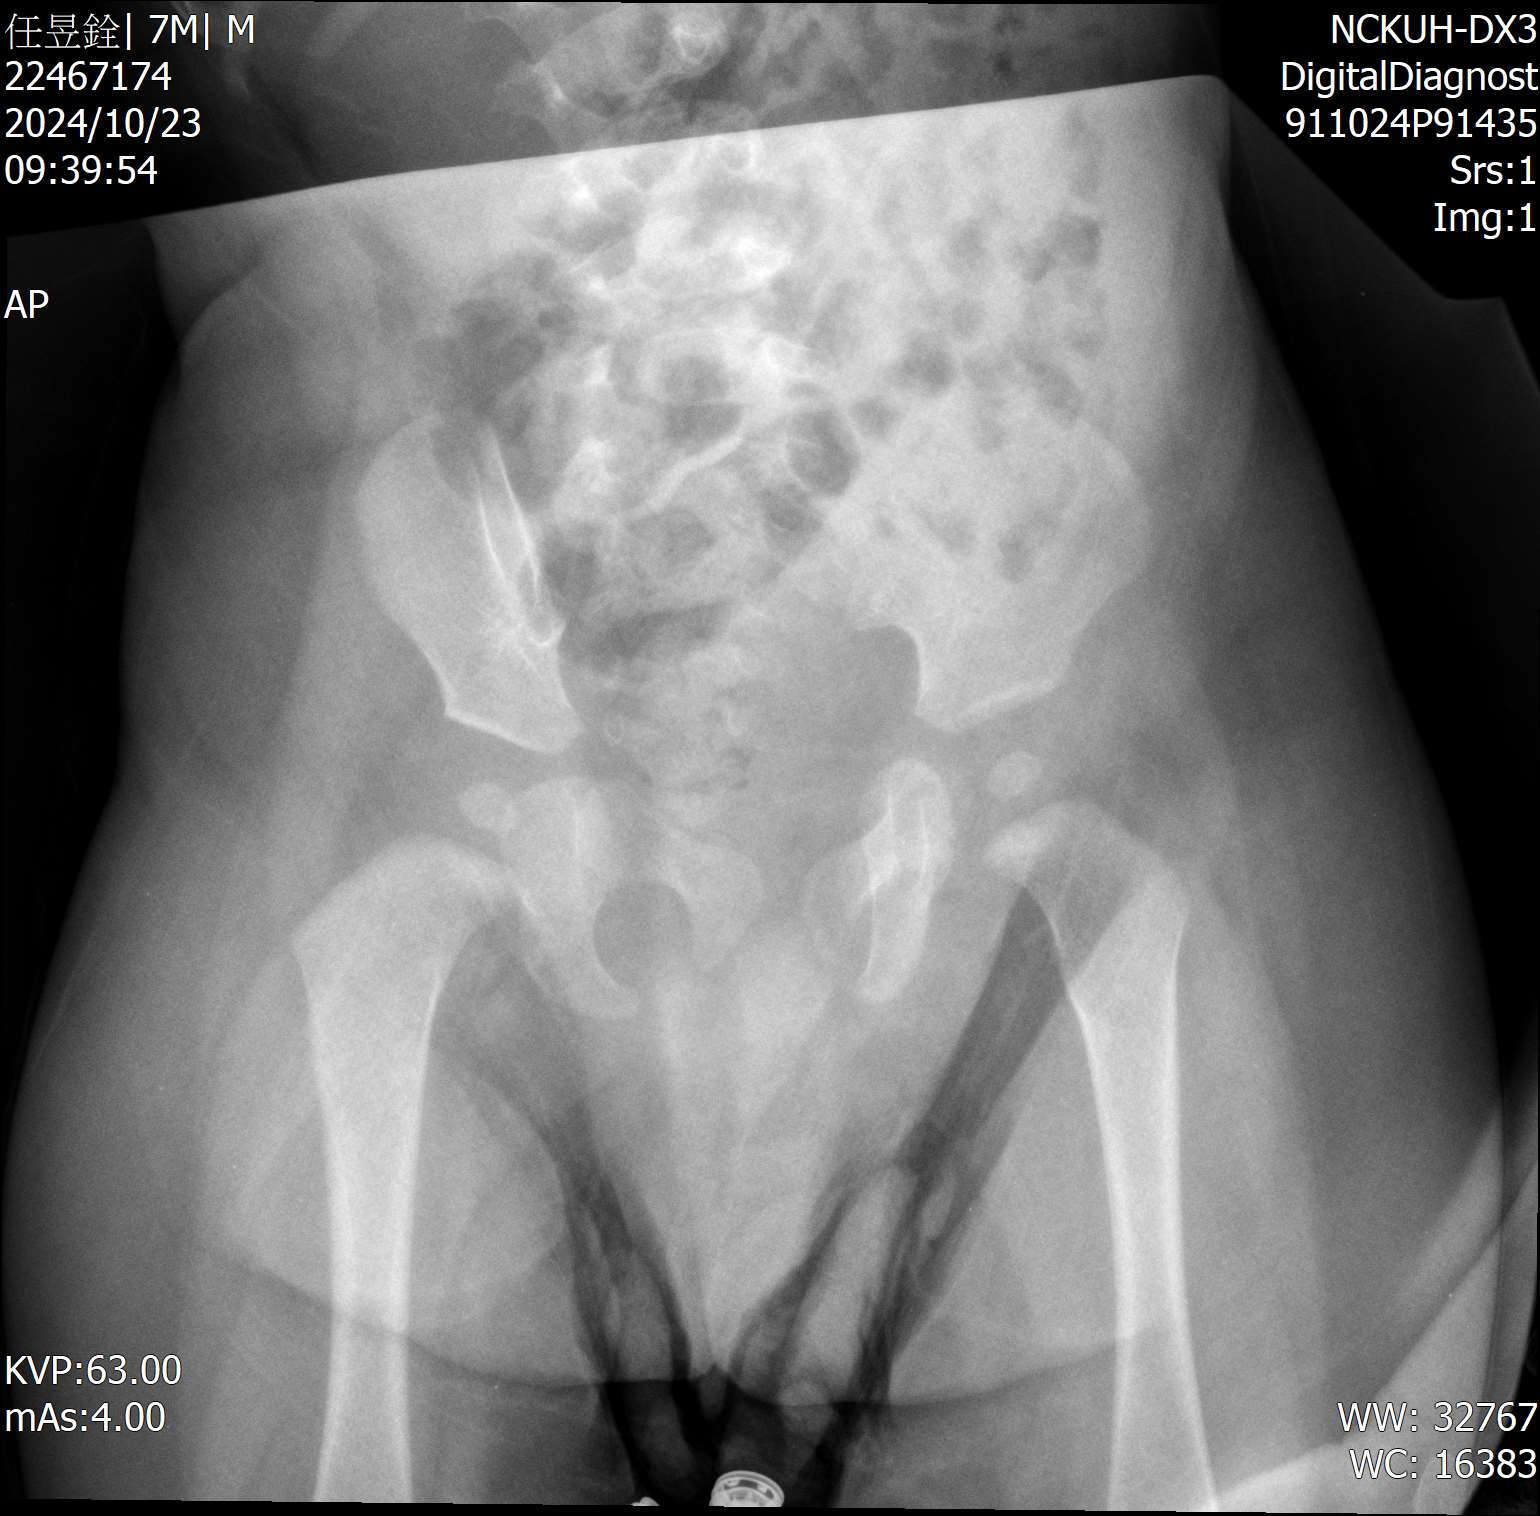 任昱銓| 7M| M
22467174
2024/10/23
09:39:54
NCKUH-DX3
DigitalDiagnost
911024P91435
Srs:1
Img:1
AP
KVP:63.00
mAs:4.00
WW: 32767
WC: 16383